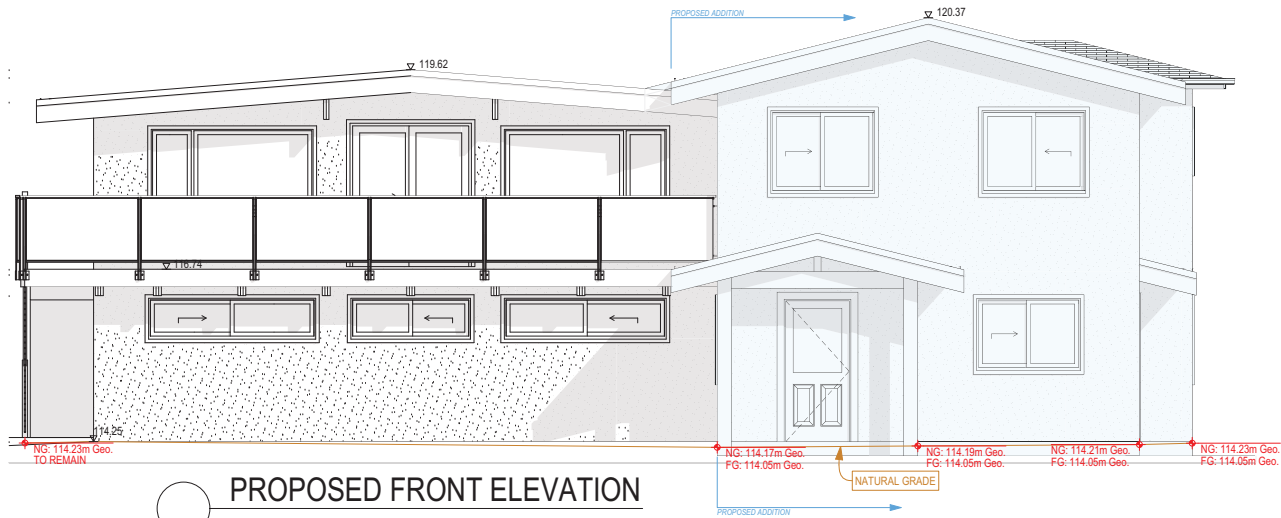 PROPOSED ADDITION
120.37
119.62
116.74
114.25
NG: 114.23m Geo.
TO REMAIN
NG: 114.17m Geo.
FG: 114.05m Geo.
NG: 114.19m Geo.
FG: 114.05m Geo.
NG: 114.21m Geo.
FG: 114.05m Geo.
NG: 114.23m Geo.
FG: 114.05m Geo.
NATURAL GRADE
PROPOSED FRONT ELEVATION
PROPOSED ADDITION